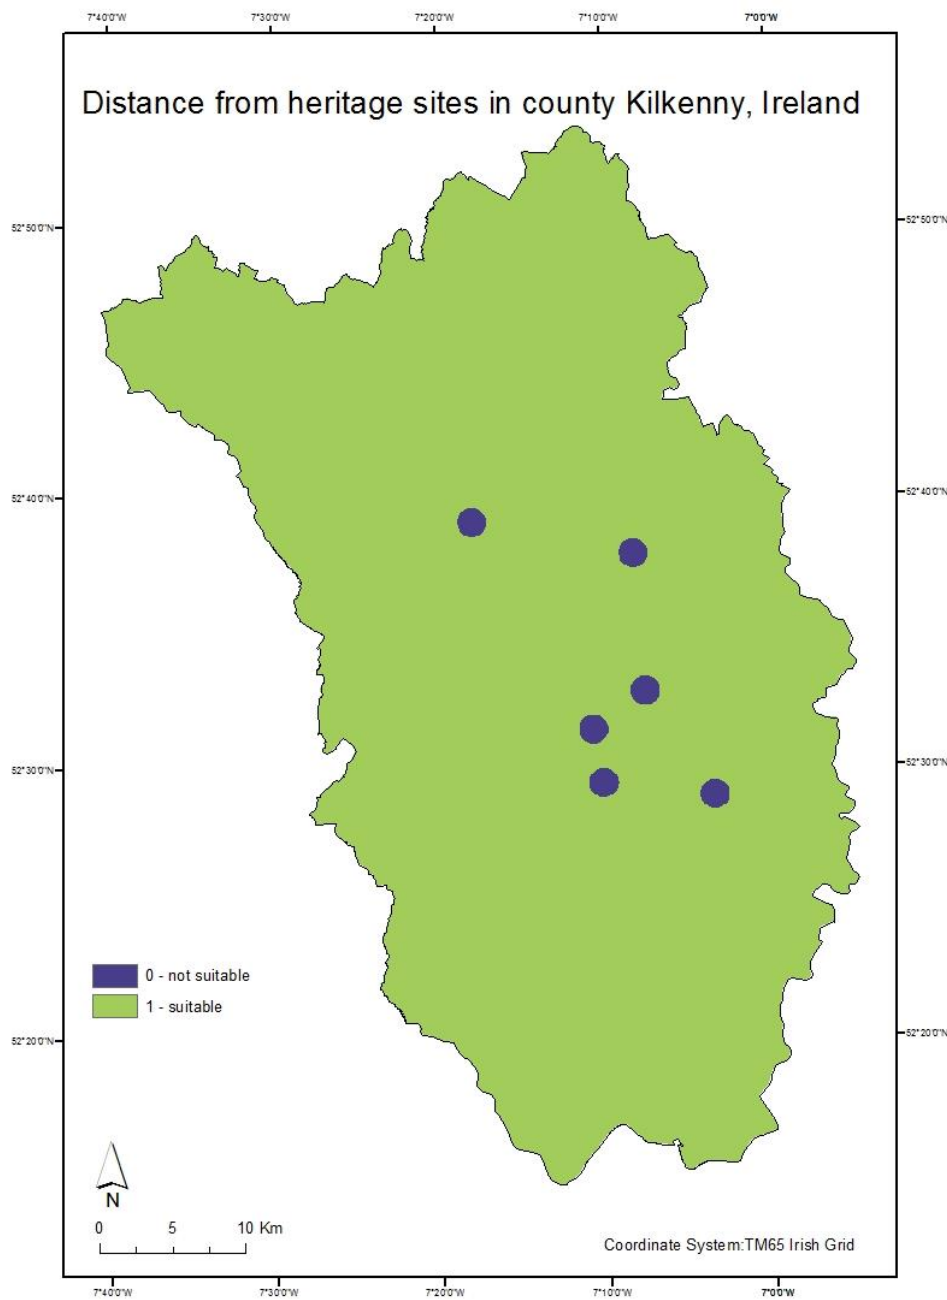 7°40'0"W 7°30'0"W 7°20'0"W 7°10'0"W 7°0'0"W
Distance from heritage sites in county Kilkenny, Ireland
52°50'0"N 52°50'0"N
52°40'0"N 52°40'0"N
52°30'0"N 52°30'0"N
0 - not suitable
1 - suitable
52°20'0"N 52°20'0"N
N
0 5 10 Km
Coordinate System:TM65 Irish Grid
7°40'0"W 7°30'0"W 7°20'0"W 7°10'0"W 7°0'0"W